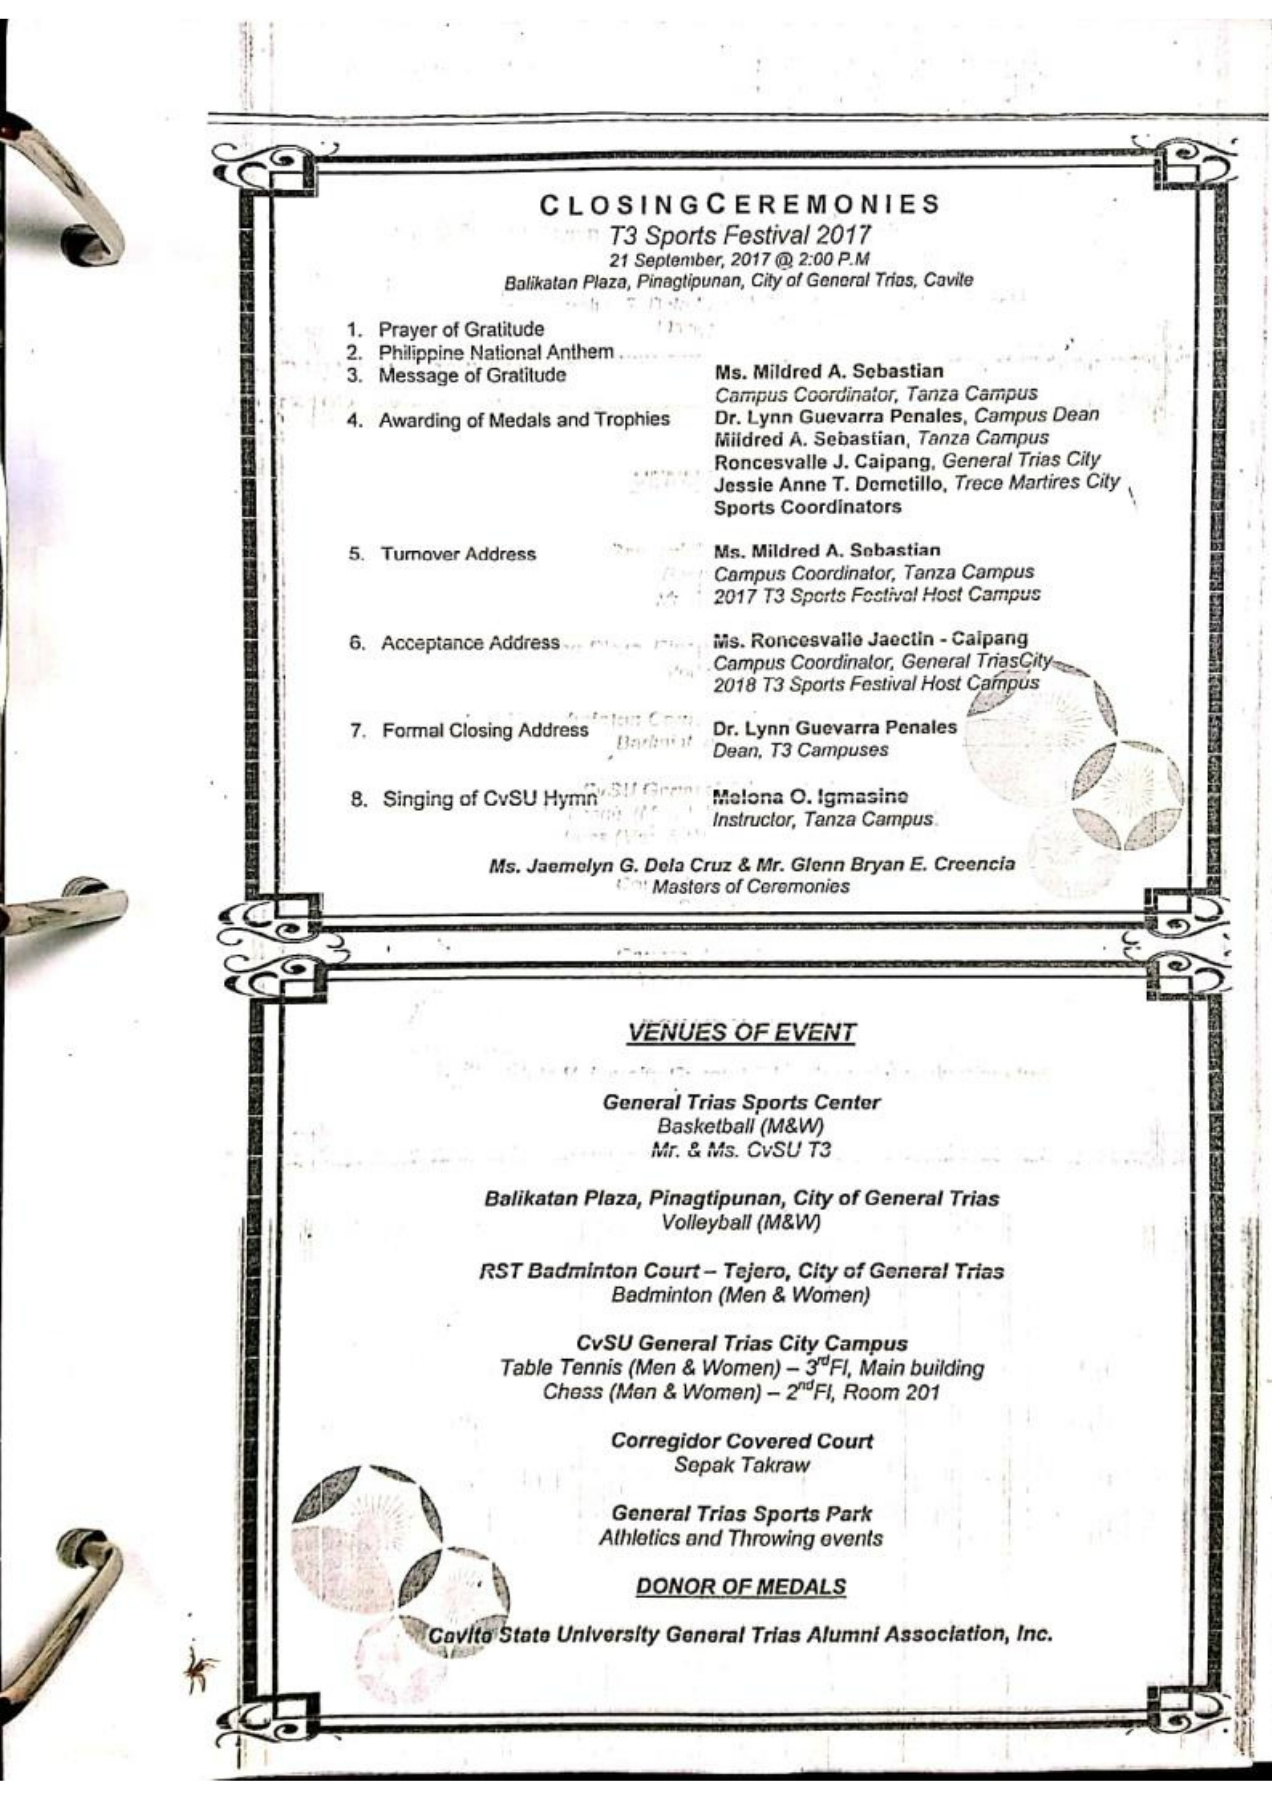 CLOSINGCEREMONIES
T3 Sports Festival 2017
21 September, 2017 @ 2:00 P.M
Balikatan Plaza, Pinagtipunan, City of General Trias, Cavite
1. Prayer of Gratitude
2. Philippine National Anthem
3. Message of Gratitude Ms. Mildred A. Sebastian
Campus Coordinator, Tanza Campus
4. Awarding of Medals and Trophies Dr. Lynn Guevarra Penales, Campus Dean
Mildred A. Sebastian, Tanza Campus
Roncesvalle J. Caipang, General Trias City
Jessie Anne T. Demetillo, Trece Martires City
Sports Coordinators
5. Turnover Address Ms. Mildred A. Sebastian
Campus Coordinator, Tanza Campus
2017 T3 Sports Festival Host Campus
6. Acceptance Address Ms. Roncesvalle Jaectin - Caipang
Campus Coordinator, General TriasCity
2018 T3 Sports Festival Host Campus
7. Formal Closing Address Dr. Lynn Guevarra Penales
Dean, T3 Campuses
8. Singing of CvSU Hymn Melona O. Igmasine
Instructor, Tanza Campus
Ms. Jaemelyn G. Dela Cruz & Mr. Glenn Bryan E. Creencia
Masters of Ceremonies
VENUES OF EVENT
General Trias Sports Center
Basketball (M&W)
Mr. & Ms. CvSU T3
Balikatan Plaza, Pinagtipunan, City of General Trias
Volleyball (M&W)
RST Badminton Court – Tejero, City of General Trias
Badminton (Men & Women)
CvSU General Trias City Campus
Table Tennis (Men & Women) – 3rdFl, Main building
Chess (Men & Women) – 2ndFl, Room 201
Corregidor Covered Court
Sepak Takraw
General Trias Sports Park
Athletics and Throwing events
DONOR OF MEDALS
Cavite State University General Trias Alumni Association, Inc.